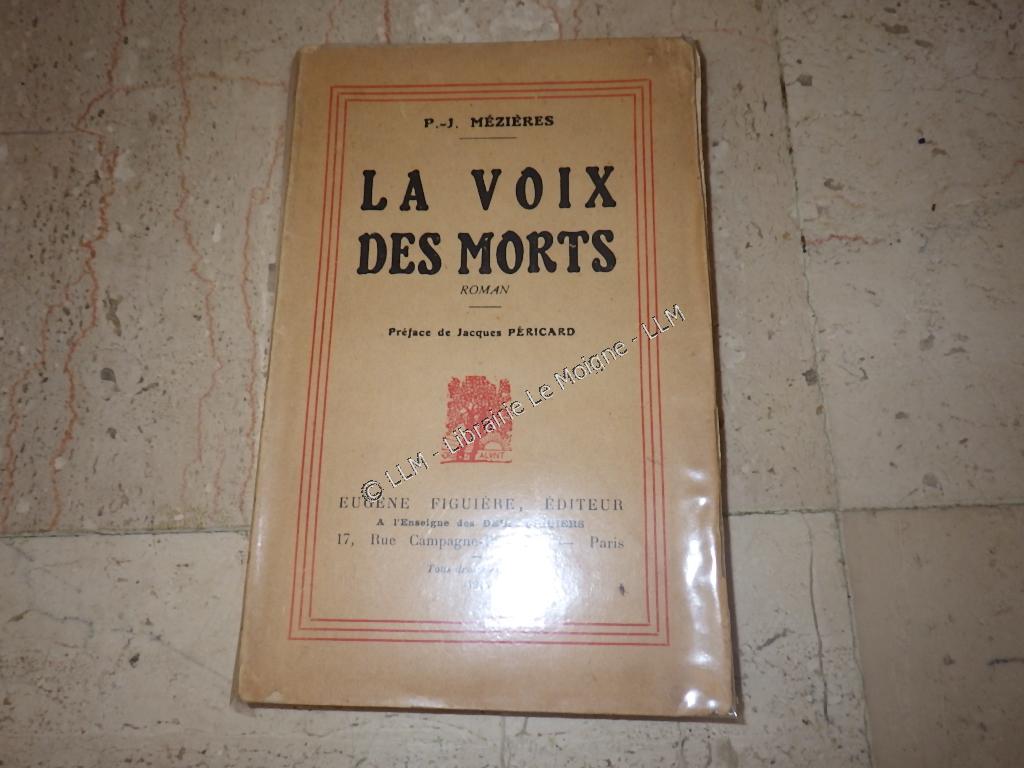 P.-J. MÉZIÈRES
LA VOIX
DES MORTS
ROMAN
Préface de Jacques PÉRICARD
© LLM - Librairie Le Moigne - LLM
EUGÈNE FIGUIÈRE, ÉDITEUR
A l'Enseigne des
17, Rue Campagne- — Paris
Tous